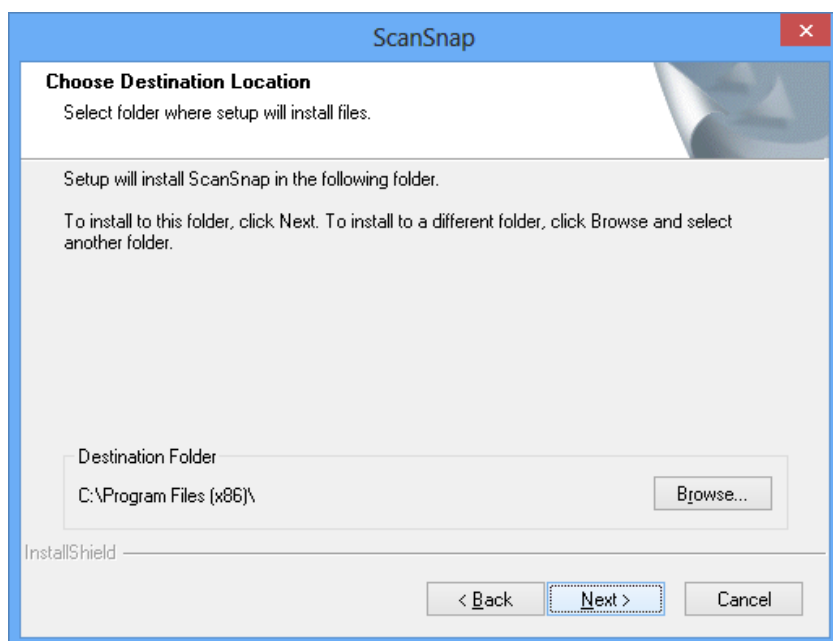 ScanSnap
Choose Destination Location
Select folder where setup will install files.
Setup will install ScanSnap in the following folder.
To install to this folder, click Next. To install to a different folder, click Browse and select
another folder.
Destination Folder
C:\Program Files (x86)\
Browse...
InstallShield
< Back
Next >
Cancel